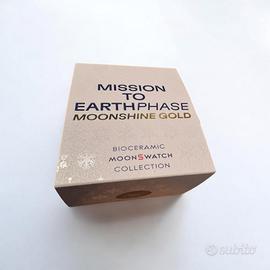 MISSION
TO
EARTHPHASE
MOONSHINE GOLD
BIOCERAMIC
MOONSWATCH
COLLECTION
subito